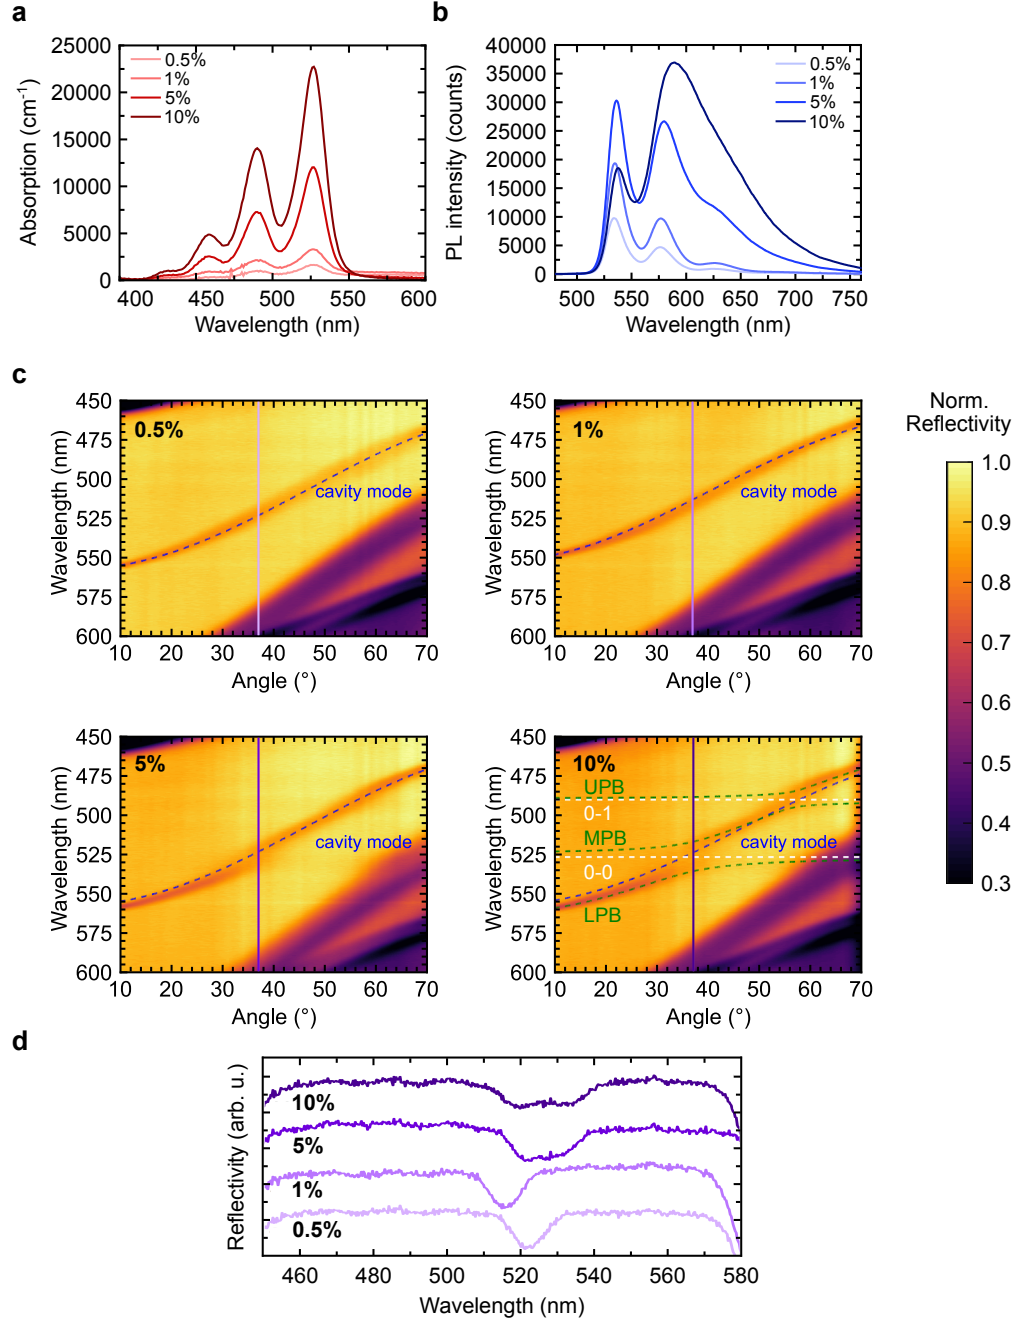 a
25000
20000
15000
10000
5000
0
400
450
500
550
600
Absorption (cm⁻¹)
Wavelength (nm)
0.5%
1%
5%
10%
b
40000
35000
30000
25000
20000
15000
10000
5000
0
500
550
600
650
700
750
PL intensity (counts)
Wavelength (nm)
0.5%
1%
5%
10%
c
450
475
500
525
550
575
600
10 20 30 40 50 60 70
Wavelength (nm)
Angle (°)
0.5%
cavity mode
450
475
500
525
550
575
600
10 20 30 40 50 60 70
Wavelength (nm)
Angle (°)
1%
cavity mode
Norm.
Reflectivity
1.0
0.9
0.8
0.7
0.6
0.5
0.4
0.3
450
475
500
525
550
575
600
10 20 30 40 50 60 70
Wavelength (nm)
Angle (°)
5%
cavity mode
450
475
500
525
550
575
600
10 20 30 40 50 60 70
Wavelength (nm)
Angle (°)
10%
UPB
0-1
MPB
cavity mode
0-0
LPB
d
Reflectivity (arb. u.)
10%
5%
1%
0.5%
460 480 500 520 540 560 580
Wavelength (nm)